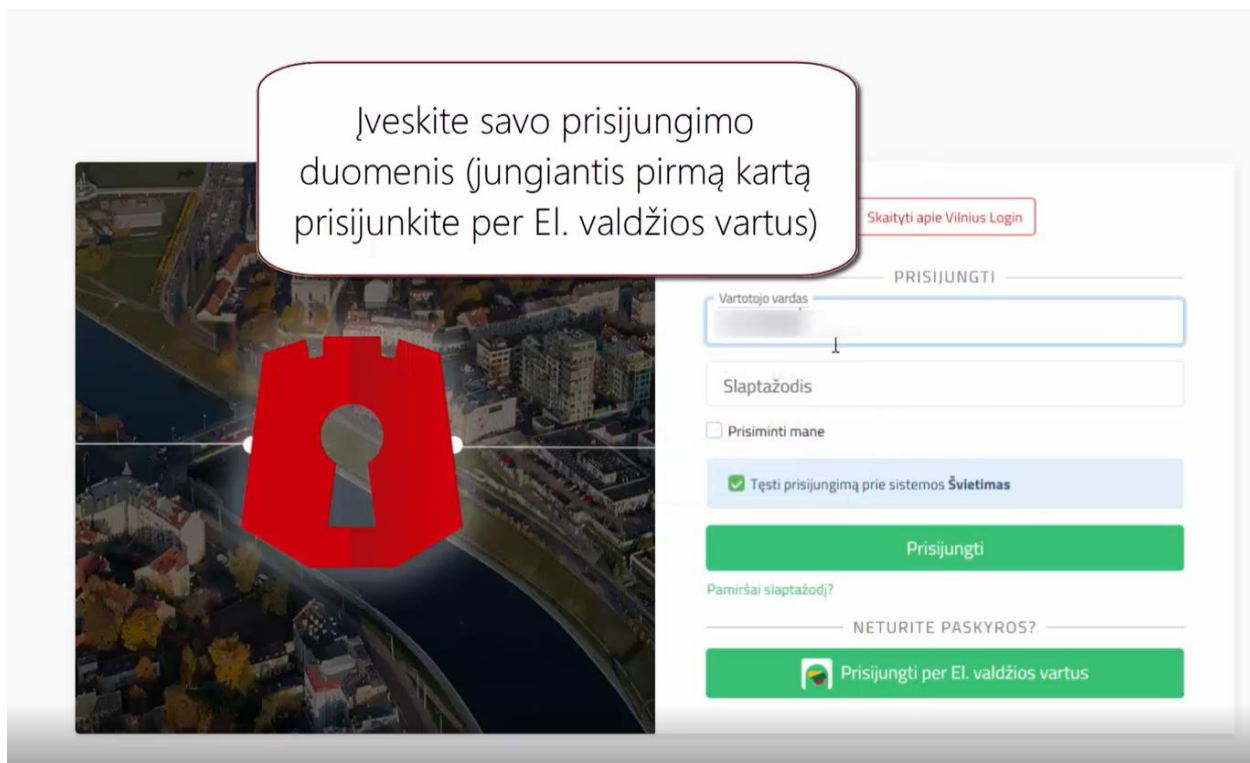 Įveskite savo prisijungimo
duomenis (jungiantis pirmą kartą
prisijunkite per El. valdžios vartus)
Skaityti apie Vilnius Login
PRISIJUNGTI
Vartotojo vardas
Slaptažodis
Prisiminti mane
Tęsti prisijungimą prie sistemos Švietimas
Prisijungti
Pamiršai slaptažodį?
NETURITE PASKYROS?
Prisijungti per El. valdžios vartus